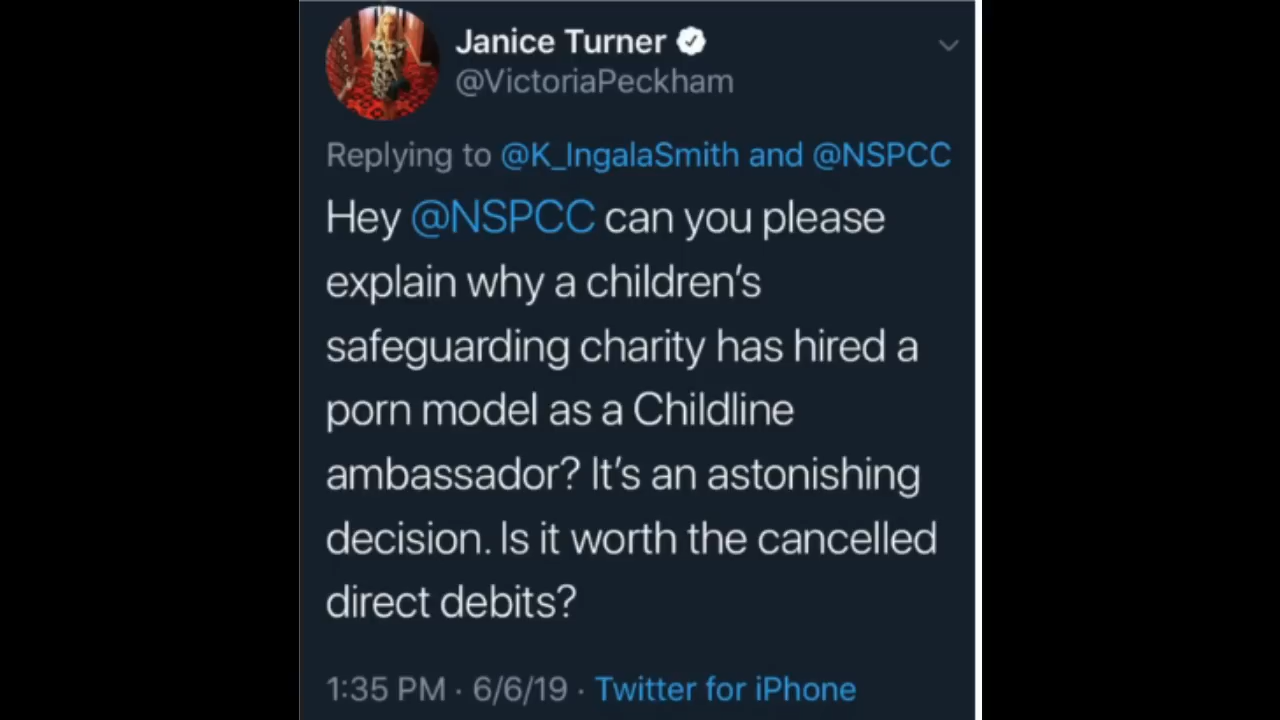 Janice Turner
@VictoriaPeckham
Replying to @K_IngalaSmith and @NSPCC
Hey @NSPCC can you please
explain why a children's
safeguarding charity has hired a
porn model as a Childline
ambassador? It's an astonishing
decision. Is it worth the cancelled
direct debits?
1:35 PM · 6/6/19 · Twitter for iPhone